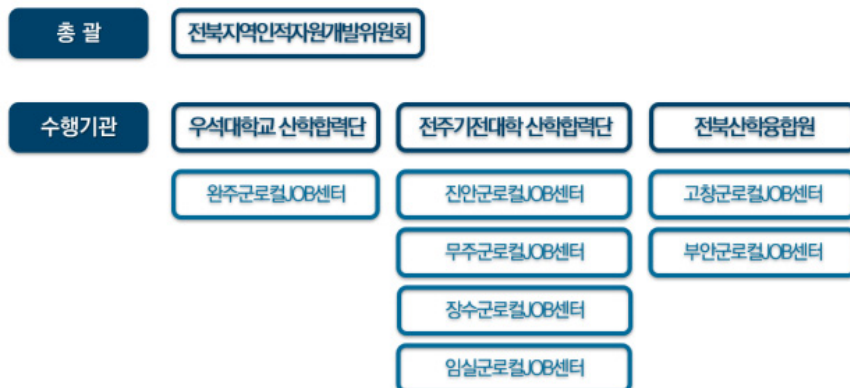 총 괄 전북지역인적자원개발위원회
수행기관 우석대학교 산학합력단 전주기전대학 산학합력단 전북산학융합원
완주군로컬JOB센터 진안군로컬JOB센터 고창군로컬JOB센터
무주군로컬JOB센터 부안군로컬JOB센터
장수군로컬JOB센터
임실군로컬JOB센터